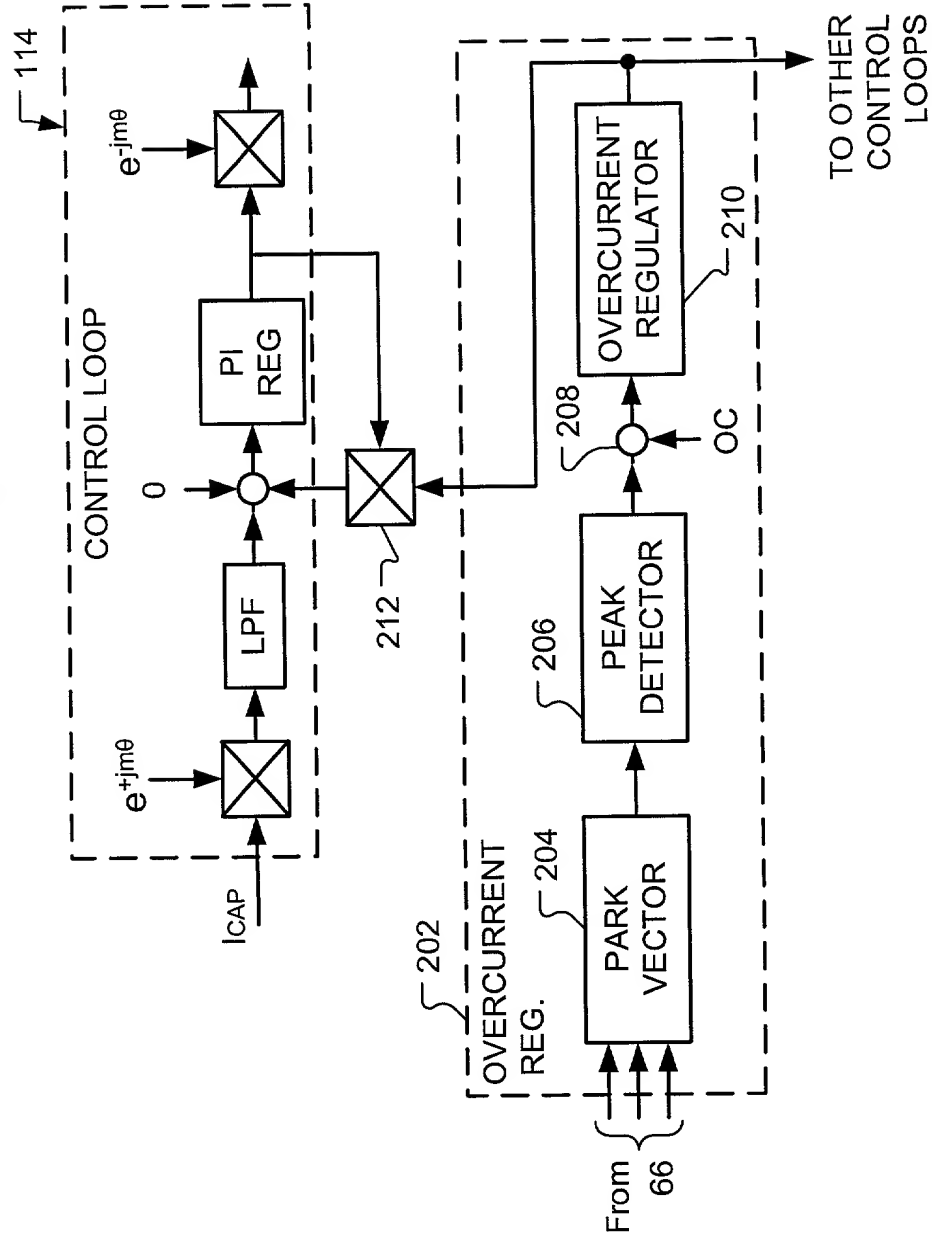 114
CONTROL LOOP
e+jmθ
0
e-jmθ
ICAP
LPF
PI
REG
212
202
OVERCURRENT
REG.
From
66
204
PARK
VECTOR
206
PEAK
DETECTOR
208
OC
OVERCURRENT
REGULATOR
210
TO OTHER
CONTROL
LOOPS